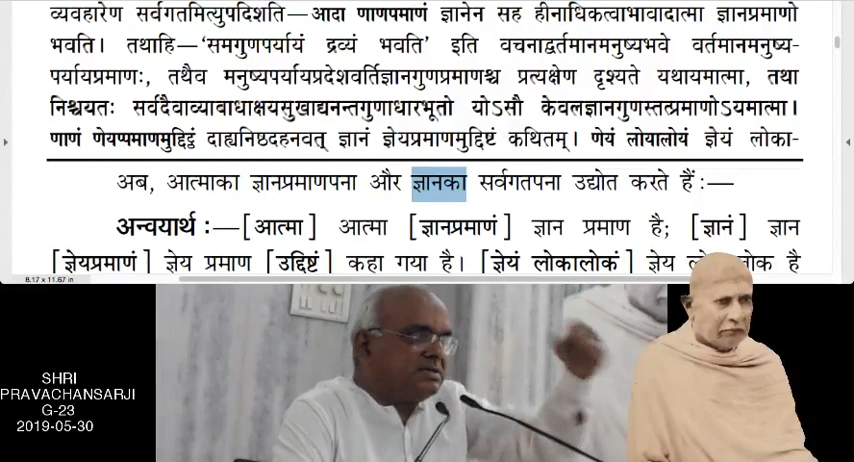 व्यवहारेण सर्वगतमित्युपदिशति—आदा णाणपमाणं ज्ञानेन सह हीनाधिकत्वाभावादात्मा ज्ञानप्रमाणो
भवति। तथाहि—‘समगुणपर्यायं द्रव्यं भवति’ इति वचनाद्वर्तमानमनुष्यभवे वर्तमानमनुष्य-
पर्यायप्रमाणः, तथैव मनुष्यपर्यायप्रदेशवर्तिज्ञानगुणप्रमाणश्च प्रत्यक्षेण दृश्यते यथायमात्मा, तथा
निश्चयतः सर्वदैवाव्याबाधाक्षयसुखाद्यनन्तगुणाधारभूतो योऽसौ केवलज्ञानगुणस्तत्प्रमाणोऽयमात्मा।
णाणं णेयप्पमाणमुद्दिट्ठं दाह्यनिष्ठदहनवत् ज्ञानं ज्ञेयप्रमाणमुद्दिष्टं कथितम्। णेयं लोयालोयं ज्ञेयं लोका-
अब, आत्माका ज्ञानप्रमाणपना और ज्ञानका सर्वगतपना उद्योत करते हैं :—
अन्वयार्थ :—[आत्मा] आत्मा [ज्ञानप्रमाणं] ज्ञान प्रमाण है; [ज्ञानं] ज्ञान
[ज्ञेयप्रमाणं] ज्ञेय प्रमाण [उद्दिष्टं] कहा गया है। [ज्ञेयं लोकालोकं] ज्ञेय है
8.17 x 11.67 in
SHRI
PRAVACHANSARJI
G-23
2019-05-30